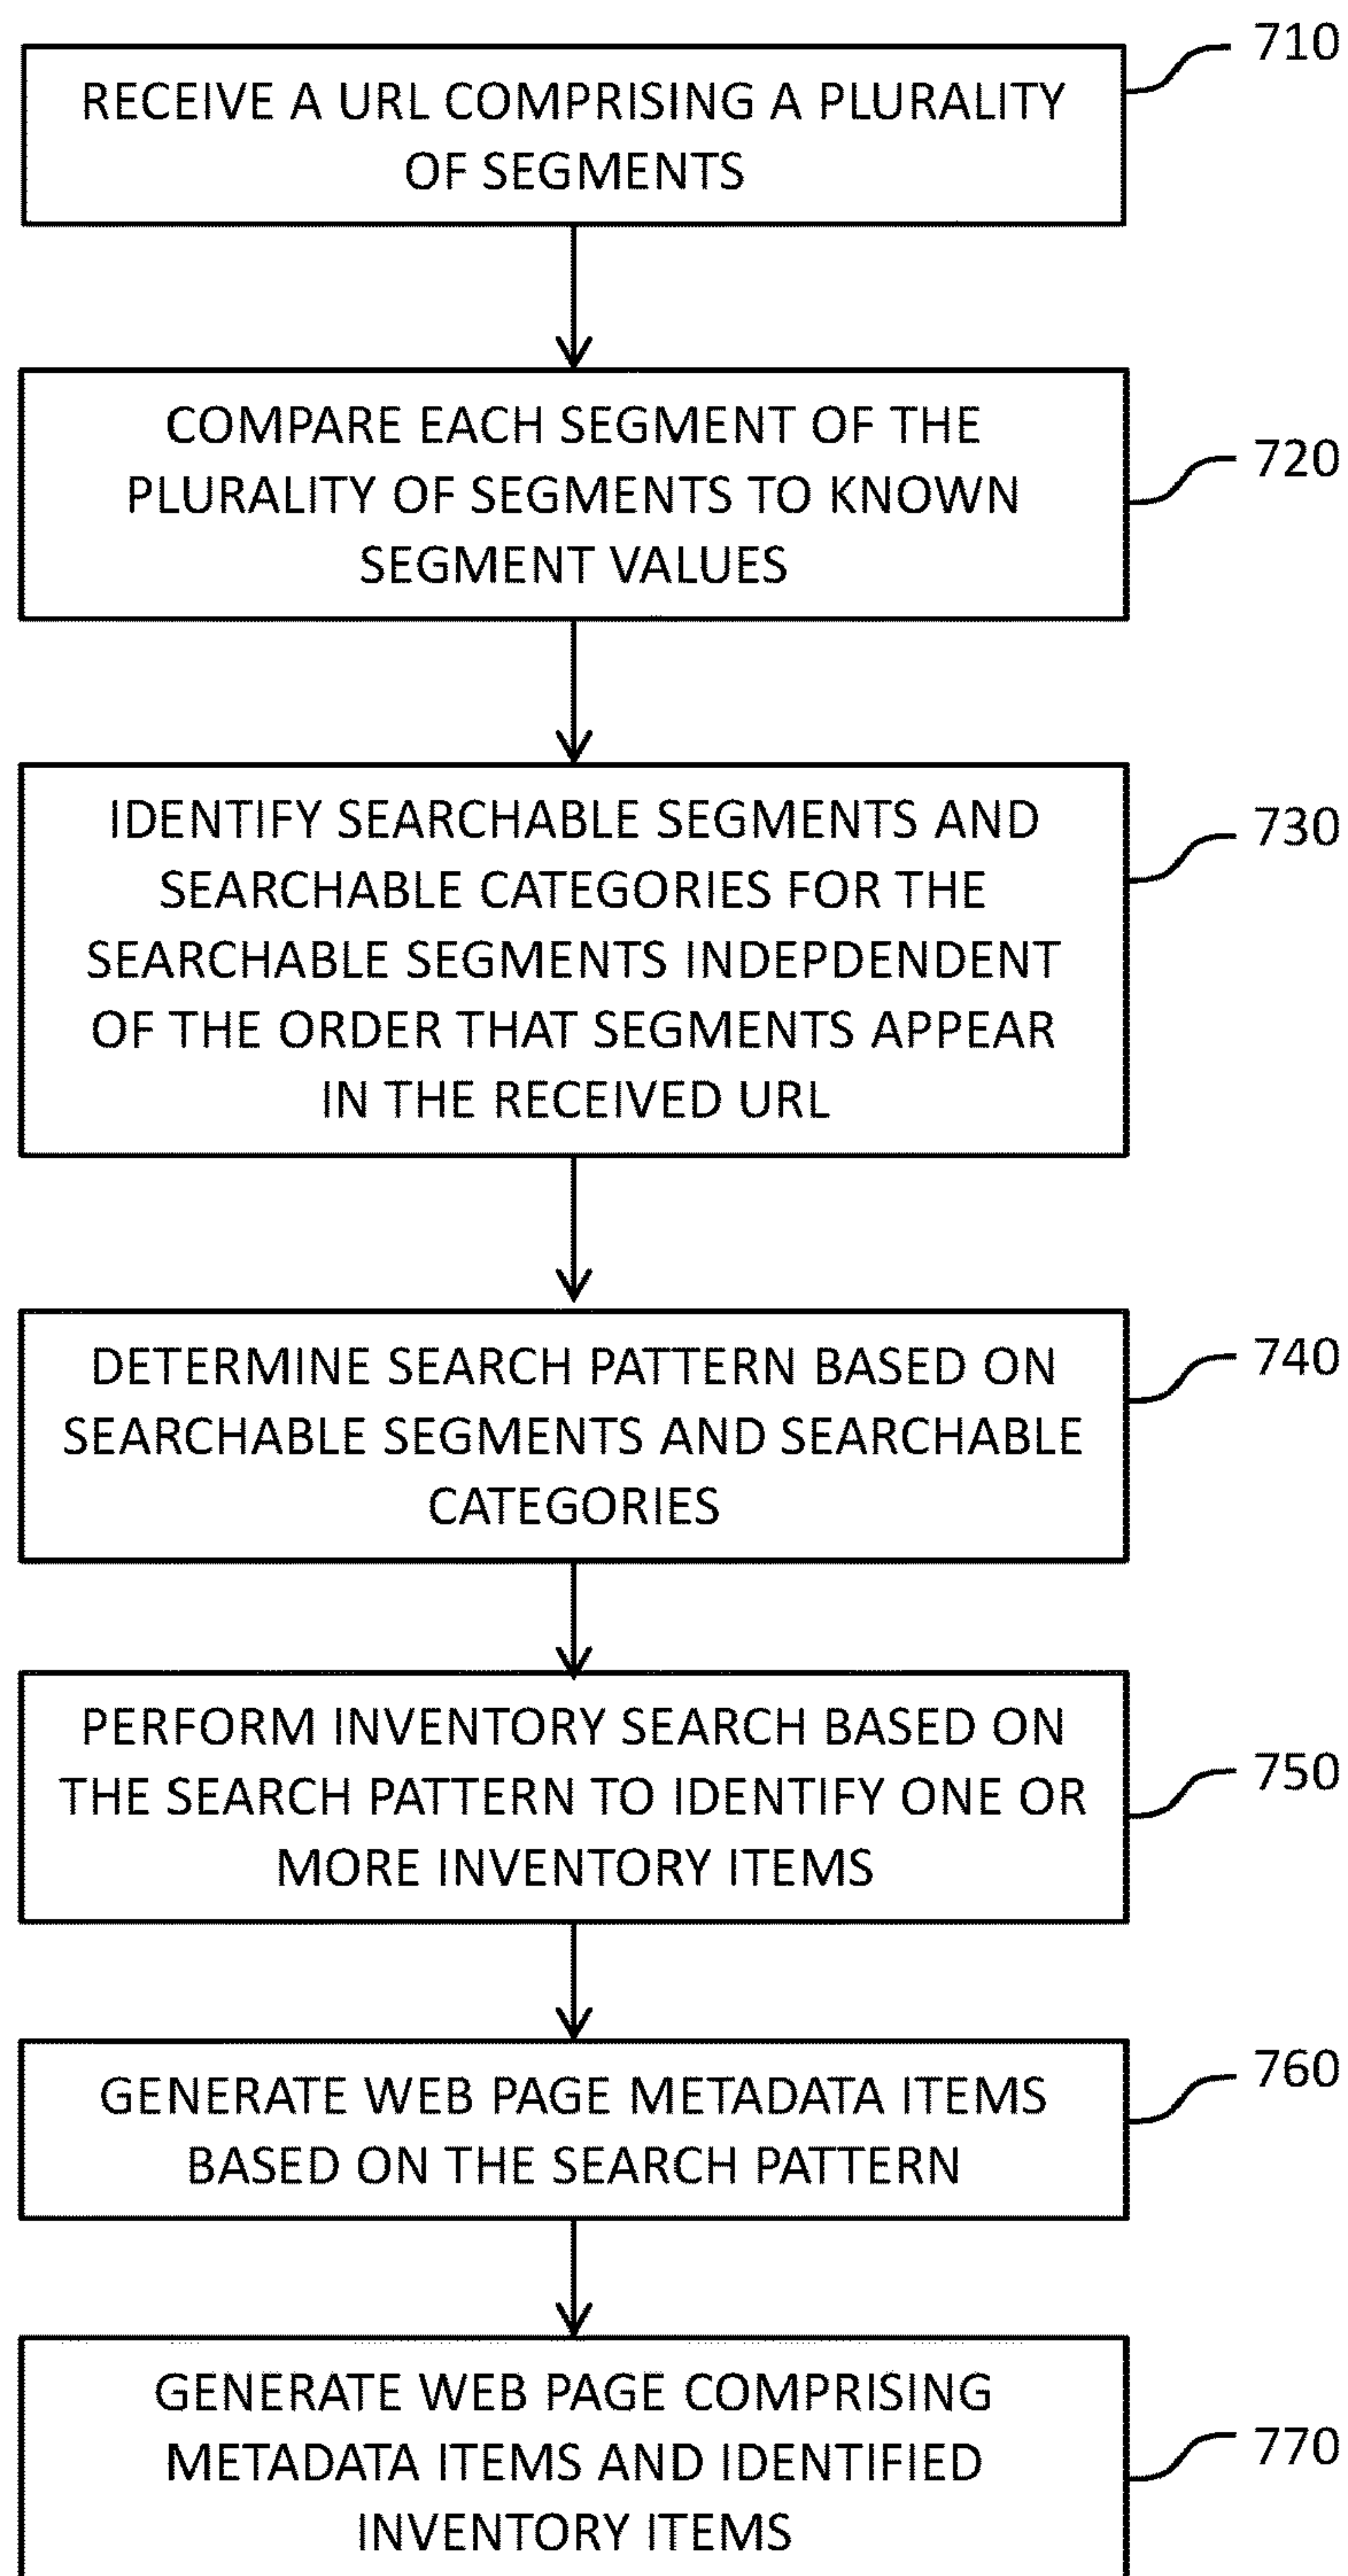 710
RECEIVE A URL COMPRISING A PLURALITY
OF SEGMENTS
COMPARE EACH SEGMENT OF THE
PLURALITY OF SEGMENTS TO KNOWN
SEGMENT VALUES
720
IDENTIFY SEARCHABLE SEGMENTS AND
SEARCHABLE CATEGORIES FOR THE
SEARCHABLE SEGMENTS INDEPDENDENT
OF THE ORDER THAT SEGMENTS APPEAR
IN THE RECEIVED URL
730
DETERMINE SEARCH PATTERN BASED ON
SEARCHABLE SEGMENTS AND SEARCHABLE
CATEGORIES
740
PERFORM INVENTORY SEARCH BASED ON
THE SEARCH PATTERN TO IDENTIFY ONE OR
MORE INVENTORY ITEMS
750
GENERATE WEB PAGE METADATA ITEMS
BASED ON THE SEARCH PATTERN
760
GENERATE WEB PAGE COMPRISING
METADATA ITEMS AND IDENTIFIED
INVENTORY ITEMS
770